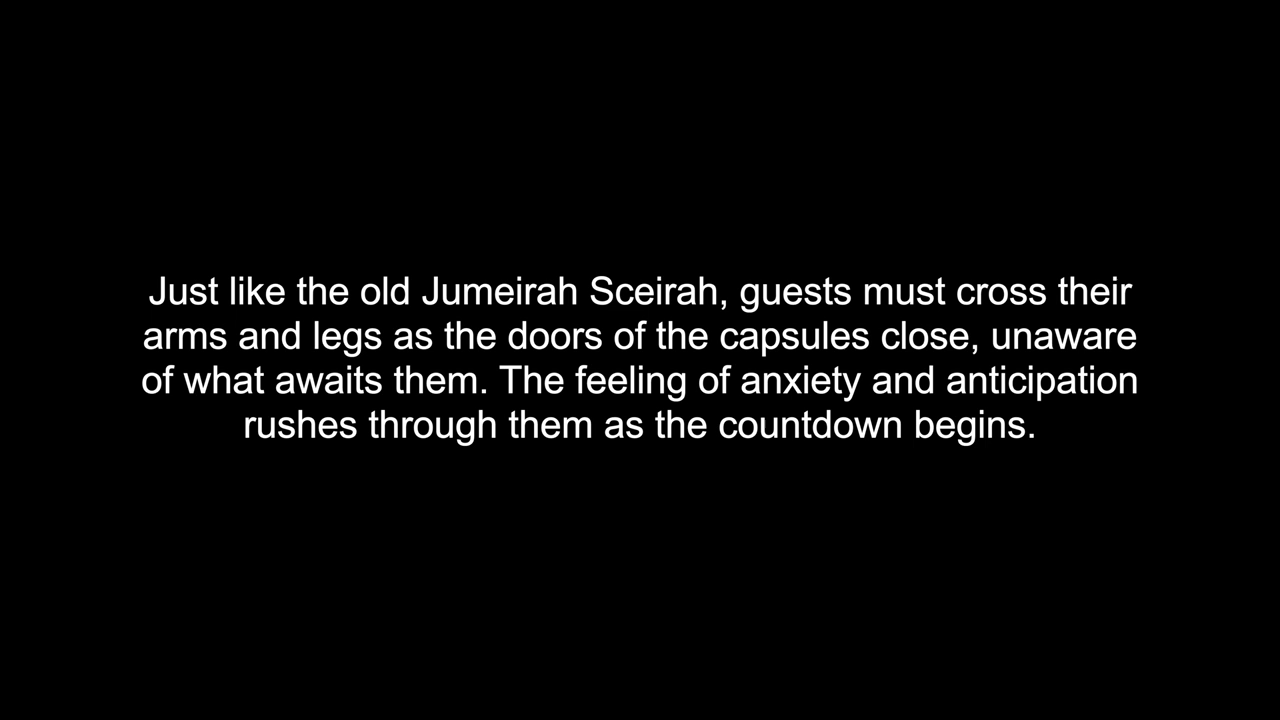 Just like the old Jumeirah Sceirah, guests must cross their
arms and legs as the doors of the capsules close, unaware
of what awaits them. The feeling of anxiety and anticipation
rushes through them as the countdown begins.